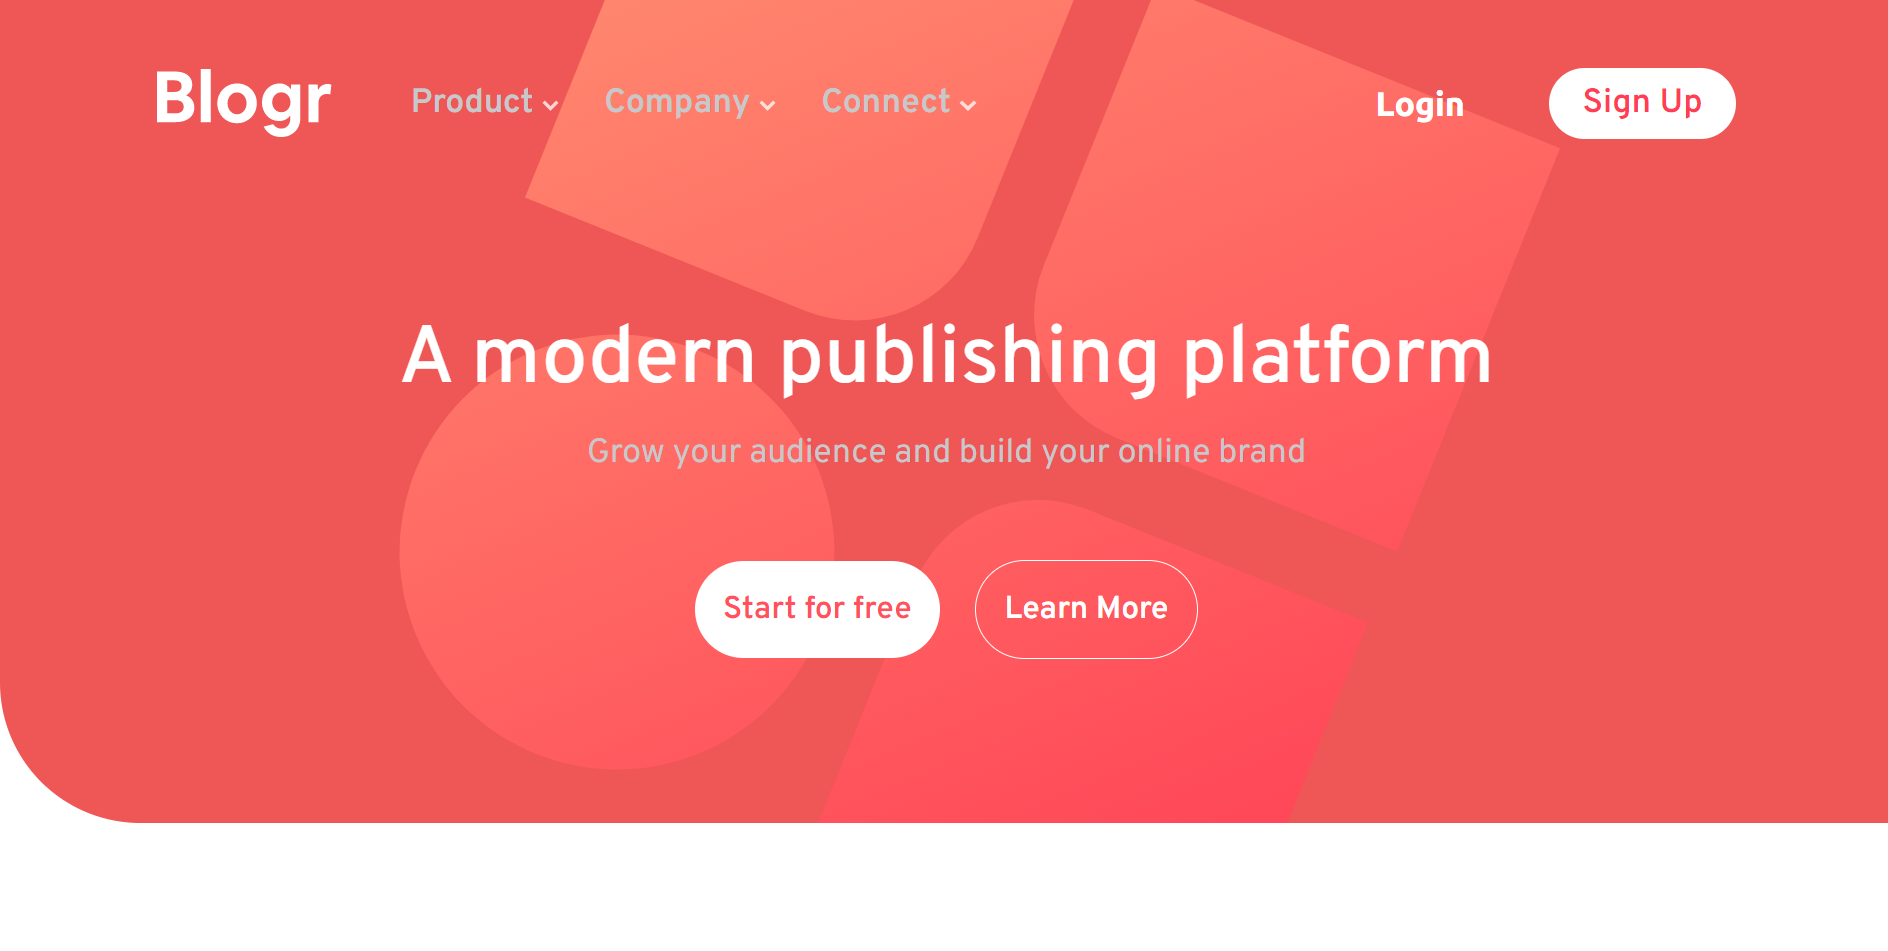 Blogr Product Company Connect Login Sign Up
A modern publishing platform
Grow your audience and build your online brand
Start for free Learn More